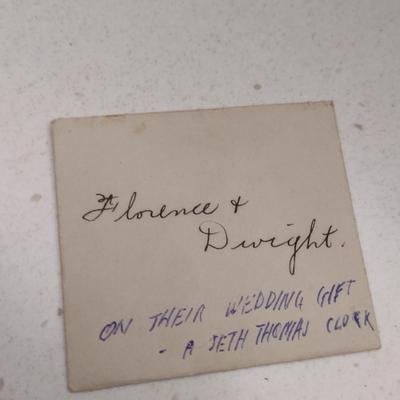 Florence +
Dwight.
ON THEIR WEDDING GIFT
- A SETH THOMAS CLOCK